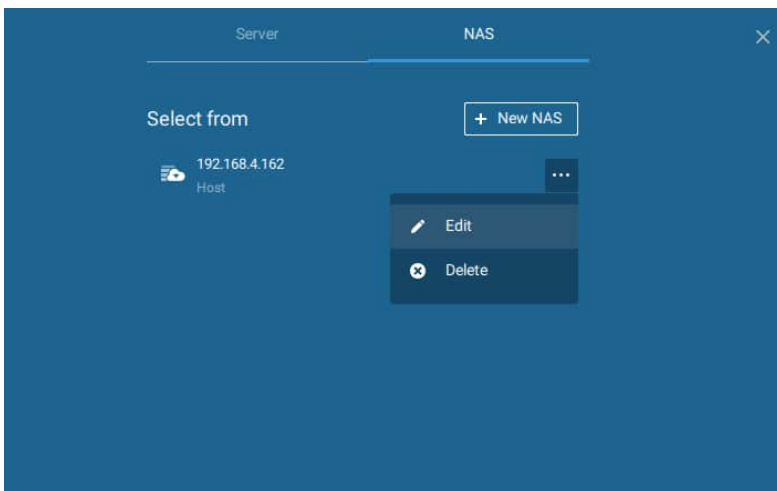 Server
NAS
Select from
+ New NAS
192.168.4.162
Host
Edit
Delete